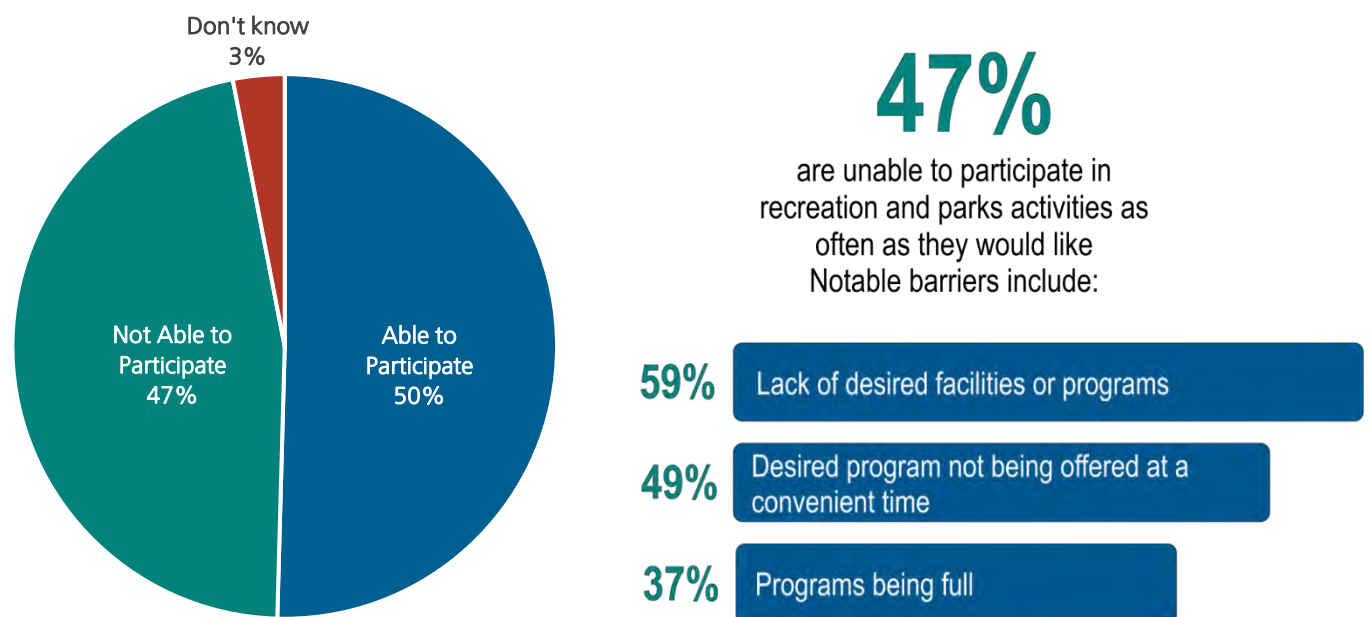 Don't know
3%
Not Able to
Participate
47%
Able to
Participate
50%
47%
are unable to participate in
recreation and parks activities as
often as they would like
Notable barriers include:
59% Lack of desired facilities or programs
49% Desired program not being offered at a
convenient time
37% Programs being full